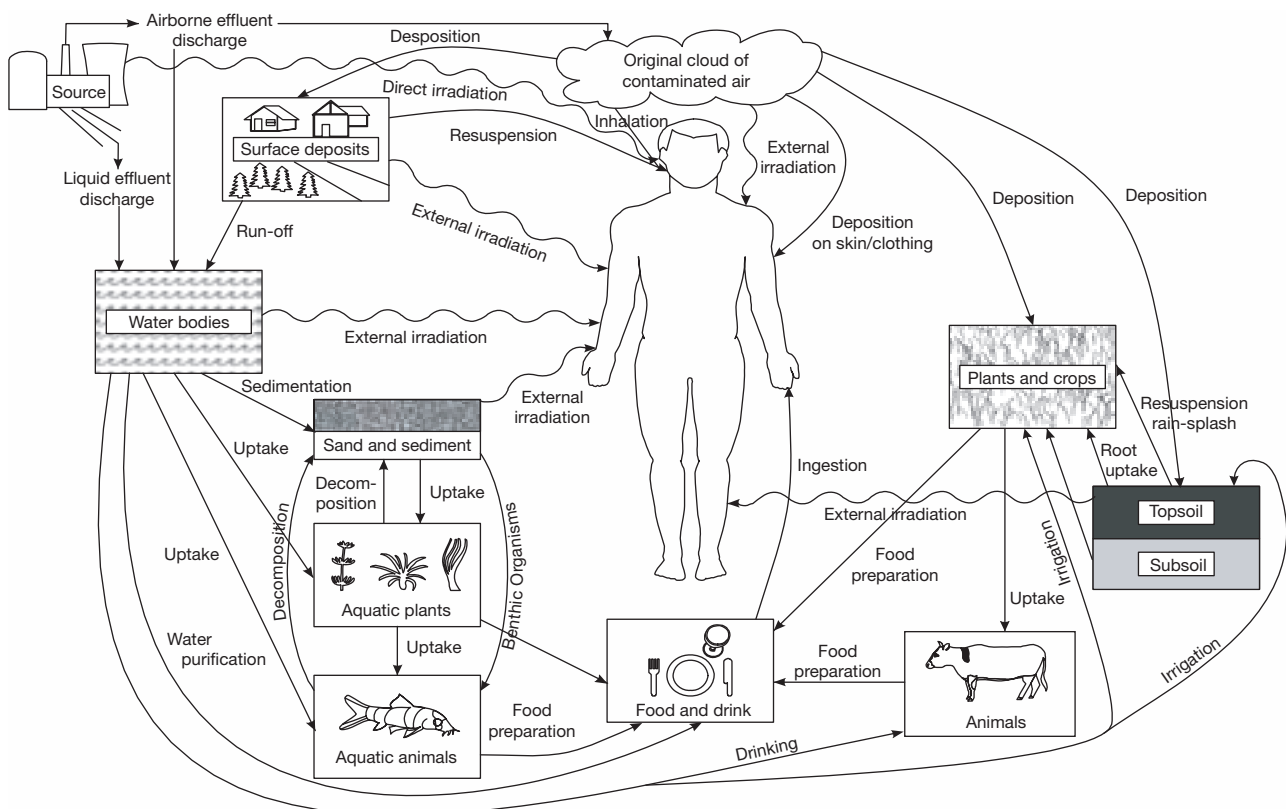 Airborne effluent
discharge
Source
Desposition
Original cloud of
contaminated air
Direct irradiation
Inhalation
Resuspension
Surface deposits
External
irradiation
Liquid effluent
discharge
Deposition
Deposition
Run-off
External irradiation
Deposition
on skin/clothing
Water bodies
External irradiation
Plants and crops
Sedimentation
External
irradiation
Resuspension
rain-splash
Sand and sediment
Uptake
Root
uptake
Ingestion
Decom-
position
Uptake
External irradiation
Topsoil
Subsoil
Uptake
Decomposition
Benthic Organisms
Irrigation
Food
preparation
Aquatic plants
Uptake
Uptake
Water
purification
Food
preparation
Irrigation
Food and drink
Animals
Food
preparation
Aquatic animals
Drinking